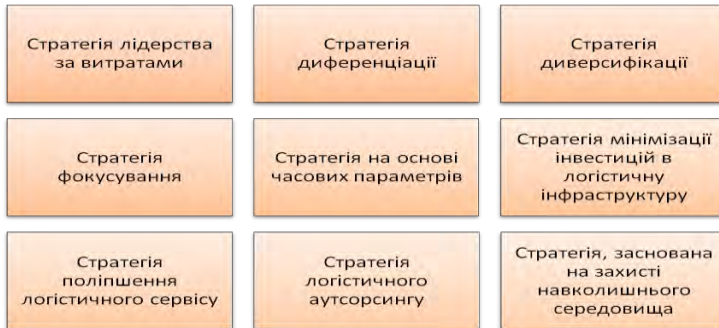 Стратегія лідерства
за витратами
Стратегія
диференціації
Стратегія
диверсифікації
Стратегія
фокусування
Стратегія на основі
часових параметрів
Стратегія мінімізації
інвестицій в
логістичну
інфраструктуру
Стратегія
поліпшення
логістичного сервісу
Стратегія
логістичного
аутсорсингу
Стратегія, заснована
на захисті
навколишнього
середовища